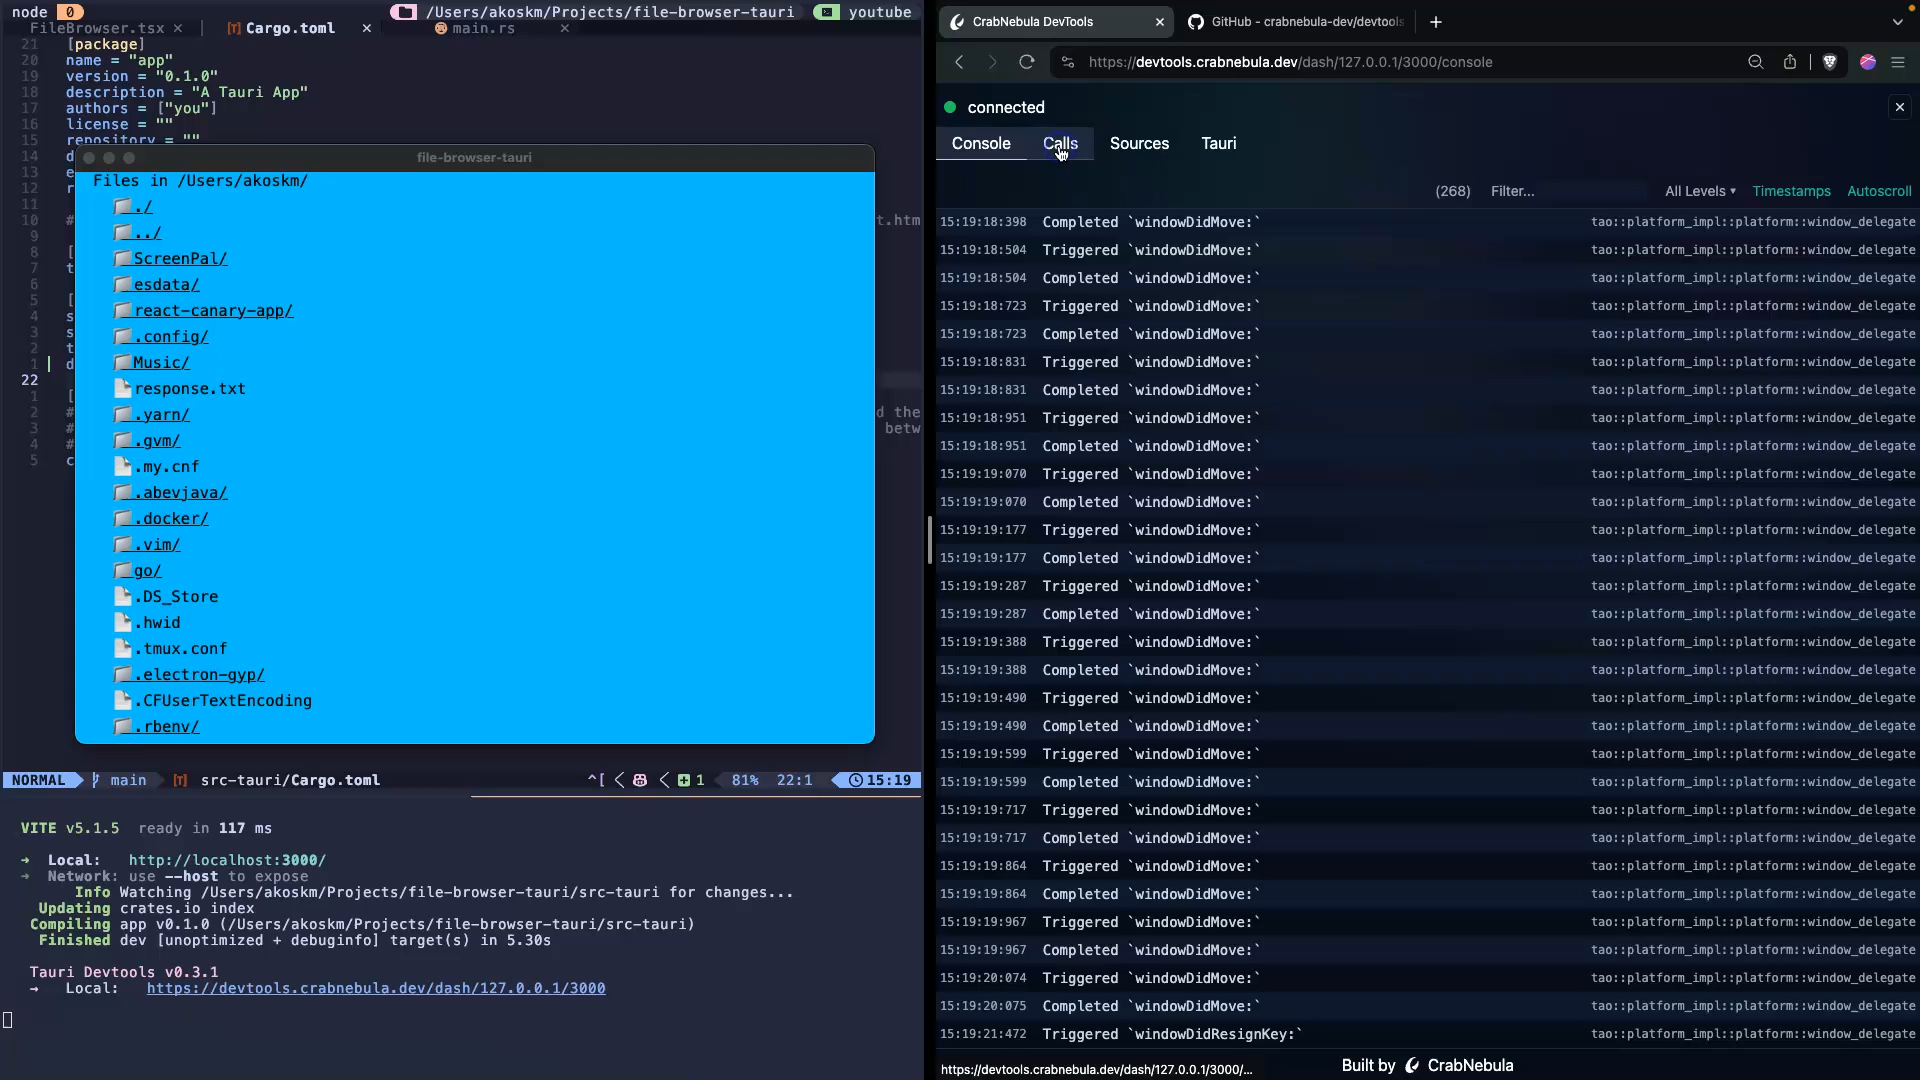 node 0 /Users/akoskm/Projects/file-browser-tauri youtube
FileBrowser.tsx × Cargo.toml × main.rs ×
21 [package]
20 name = "app"
19 version = "0.1.0"
18 description = "A Tauri App"
17 authors = ["you"]
16 license = ""
15 repository = ""
14 d
13 e
12 r
11
10 # t.htm
9
8 [
7 t
6
5 [
4 s
3 s
2 t
1 d
22
1 [
2 # d the
3 # betw
4 #
5 c
file-browser-tauri
Files in /Users/akoskm/
./
../
ScreenPal/
esdata/
react-canary-app/
.config/
Music/
response.txt
.yarn/
.gvm/
.my.cnf
.abevjava/
.docker/
.vim/
go/
.DS_Store
.hwid
.tmux.conf
.electron-gyp/
.CFUserTextEncoding
.rbenv/
NORMAL main src-tauri/Cargo.toml ^[ 1 81% 22:1 15:19
VITE v5.1.5 ready in 117 ms
➜ Local: http://localhost:3000/
➜ Network: use --host to expose
Info Watching /Users/akoskm/Projects/file-browser-tauri/src-tauri for changes...
Updating crates.io index
Compiling app v0.1.0 (/Users/akoskm/Projects/file-browser-tauri/src-tauri)
Finished dev [unoptimized + debuginfo] target(s) in 5.30s
Tauri Devtools v0.3.1
→ Local: https://devtools.crabnebula.dev/dash/127.0.0.1/3000
CrabNebula DevTools × GitHub - crabnebula-dev/devtools +
https://devtools.crabnebula.dev/dash/127.0.0.1/3000/console
connected ×
Console Calls Sources Tauri
(268) Filter... All Levels Timestamps Autoscroll
15:19:18:398 Completed `windowDidMove:` tao::platform_impl::platform::window_delegate
15:19:18:504 Triggered `windowDidMove:` tao::platform_impl::platform::window_delegate
15:19:18:504 Completed `windowDidMove:` tao::platform_impl::platform::window_delegate
15:19:18:723 Triggered `windowDidMove:` tao::platform_impl::platform::window_delegate
15:19:18:723 Completed `windowDidMove:` tao::platform_impl::platform::window_delegate
15:19:18:831 Triggered `windowDidMove:` tao::platform_impl::platform::window_delegate
15:19:18:831 Completed `windowDidMove:` tao::platform_impl::platform::window_delegate
15:19:18:951 Triggered `windowDidMove:` tao::platform_impl::platform::window_delegate
15:19:18:951 Completed `windowDidMove:` tao::platform_impl::platform::window_delegate
15:19:19:070 Triggered `windowDidMove:` tao::platform_impl::platform::window_delegate
15:19:19:070 Completed `windowDidMove:` tao::platform_impl::platform::window_delegate
15:19:19:177 Triggered `windowDidMove:` tao::platform_impl::platform::window_delegate
15:19:19:177 Completed `windowDidMove:` tao::platform_impl::platform::window_delegate
15:19:19:287 Triggered `windowDidMove:` tao::platform_impl::platform::window_delegate
15:19:19:287 Completed `windowDidMove:` tao::platform_impl::platform::window_delegate
15:19:19:388 Triggered `windowDidMove:` tao::platform_impl::platform::window_delegate
15:19:19:388 Completed `windowDidMove:` tao::platform_impl::platform::window_delegate
15:19:19:490 Triggered `windowDidMove:` tao::platform_impl::platform::window_delegate
15:19:19:490 Completed `windowDidMove:` tao::platform_impl::platform::window_delegate
15:19:19:599 Triggered `windowDidMove:` tao::platform_impl::platform::window_delegate
15:19:19:599 Completed `windowDidMove:` tao::platform_impl::platform::window_delegate
15:19:19:717 Triggered `windowDidMove:` tao::platform_impl::platform::window_delegate
15:19:19:717 Completed `windowDidMove:` tao::platform_impl::platform::window_delegate
15:19:19:864 Triggered `windowDidMove:` tao::platform_impl::platform::window_delegate
15:19:19:864 Completed `windowDidMove:` tao::platform_impl::platform::window_delegate
15:19:19:967 Triggered `windowDidMove:` tao::platform_impl::platform::window_delegate
15:19:19:967 Completed `windowDidMove:` tao::platform_impl::platform::window_delegate
15:19:20:074 Triggered `windowDidMove:` tao::platform_impl::platform::window_delegate
15:19:20:075 Completed `windowDidMove:` tao::platform_impl::platform::window_delegate
15:19:21:472 Triggered `windowDidResignKey:` tao::platform_impl::platform::window_delegate
https://devtools.crabnebula.dev/dash/127.0.0.1/3000/... Built by CrabNebula